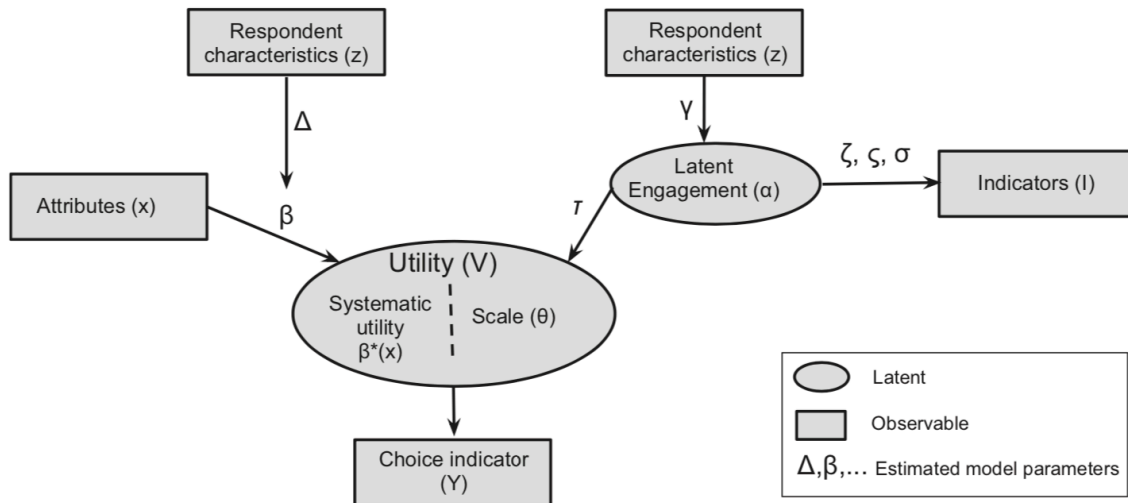 Respondent
characteristics (z)
Respondent
characteristics (z)
Δ
γ
Latent
Engagement (α)
ζ, ς, σ
Indicators (I)
Attributes (x)
β
τ
Utility (V)
Systematic
utility
β*(x)
Scale (θ)
Choice indicator
(Y)
Latent
Observable
Δ,β,... Estimated model parameters